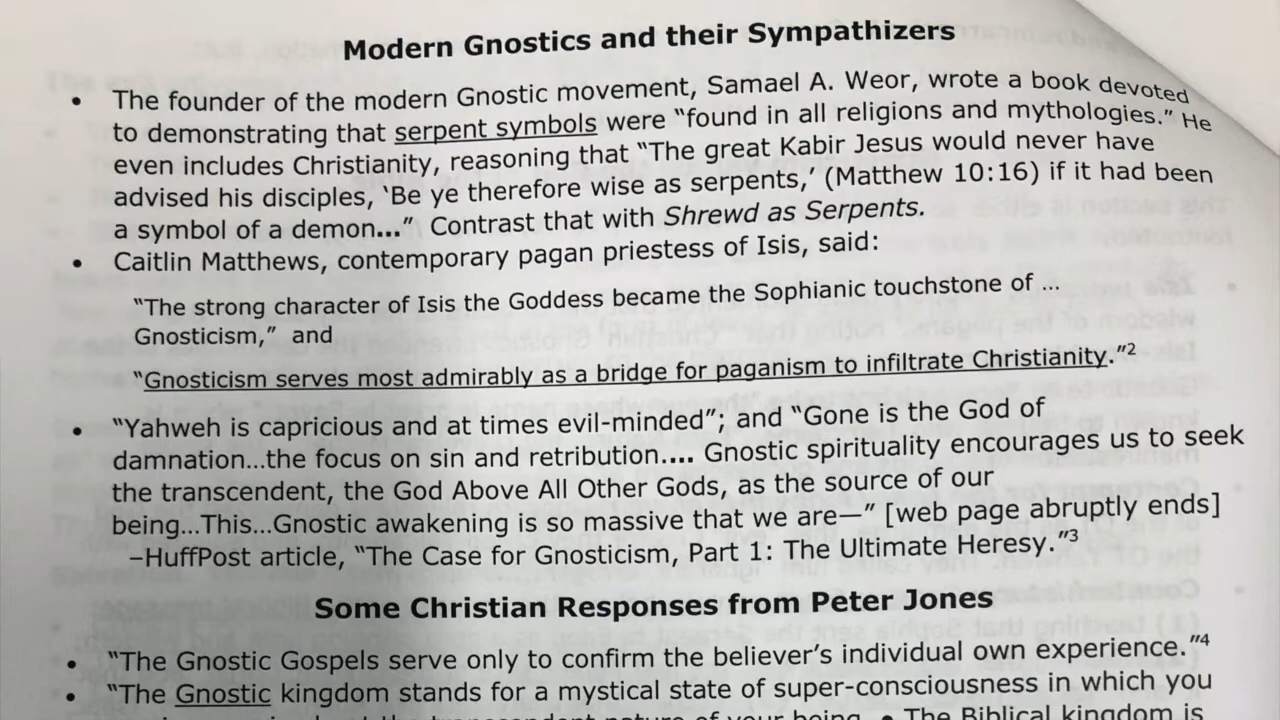 Modern Gnostics and their Sympathizers
• The founder of the modern Gnostic movement, Samael A. Weor, wrote a book devoted
to demonstrating that serpent symbols were “found in all religions and mythologies.” He
even includes Christianity, reasoning that “The great Kabir Jesus would never have
advised his disciples, ‘Be ye therefore wise as serpents,’ (Matthew 10:16) if it had been
a symbol of a demon...” Contrast that with Shrewd as Serpents.
• Caitlin Matthews, contemporary pagan priestess of Isis, said:
“The strong character of Isis the Goddess became the Sophianic touchstone of ...
Gnosticism,” and
“Gnosticism serves most admirably as a bridge for paganism to infiltrate Christianity.”2
• “Yahweh is capricious and at times evil-minded”; and “Gone is the God of
damnation...the focus on sin and retribution.... Gnostic spirituality encourages us to seek
the transcendent, the God Above All Other Gods, as the source of our
being...This...Gnostic awakening is so massive that we are—” [web page abruptly ends]
–HuffPost article, “The Case for Gnosticism, Part 1: The Ultimate Heresy.”3
Some Christian Responses from Peter Jones
• “The Gnostic Gospels serve only to confirm the believer’s individual own experience.”4
• “The Gnostic kingdom stands for a mystical state of super-consciousness in which you
the transcendent nature of your being. • The Biblical kingdom is